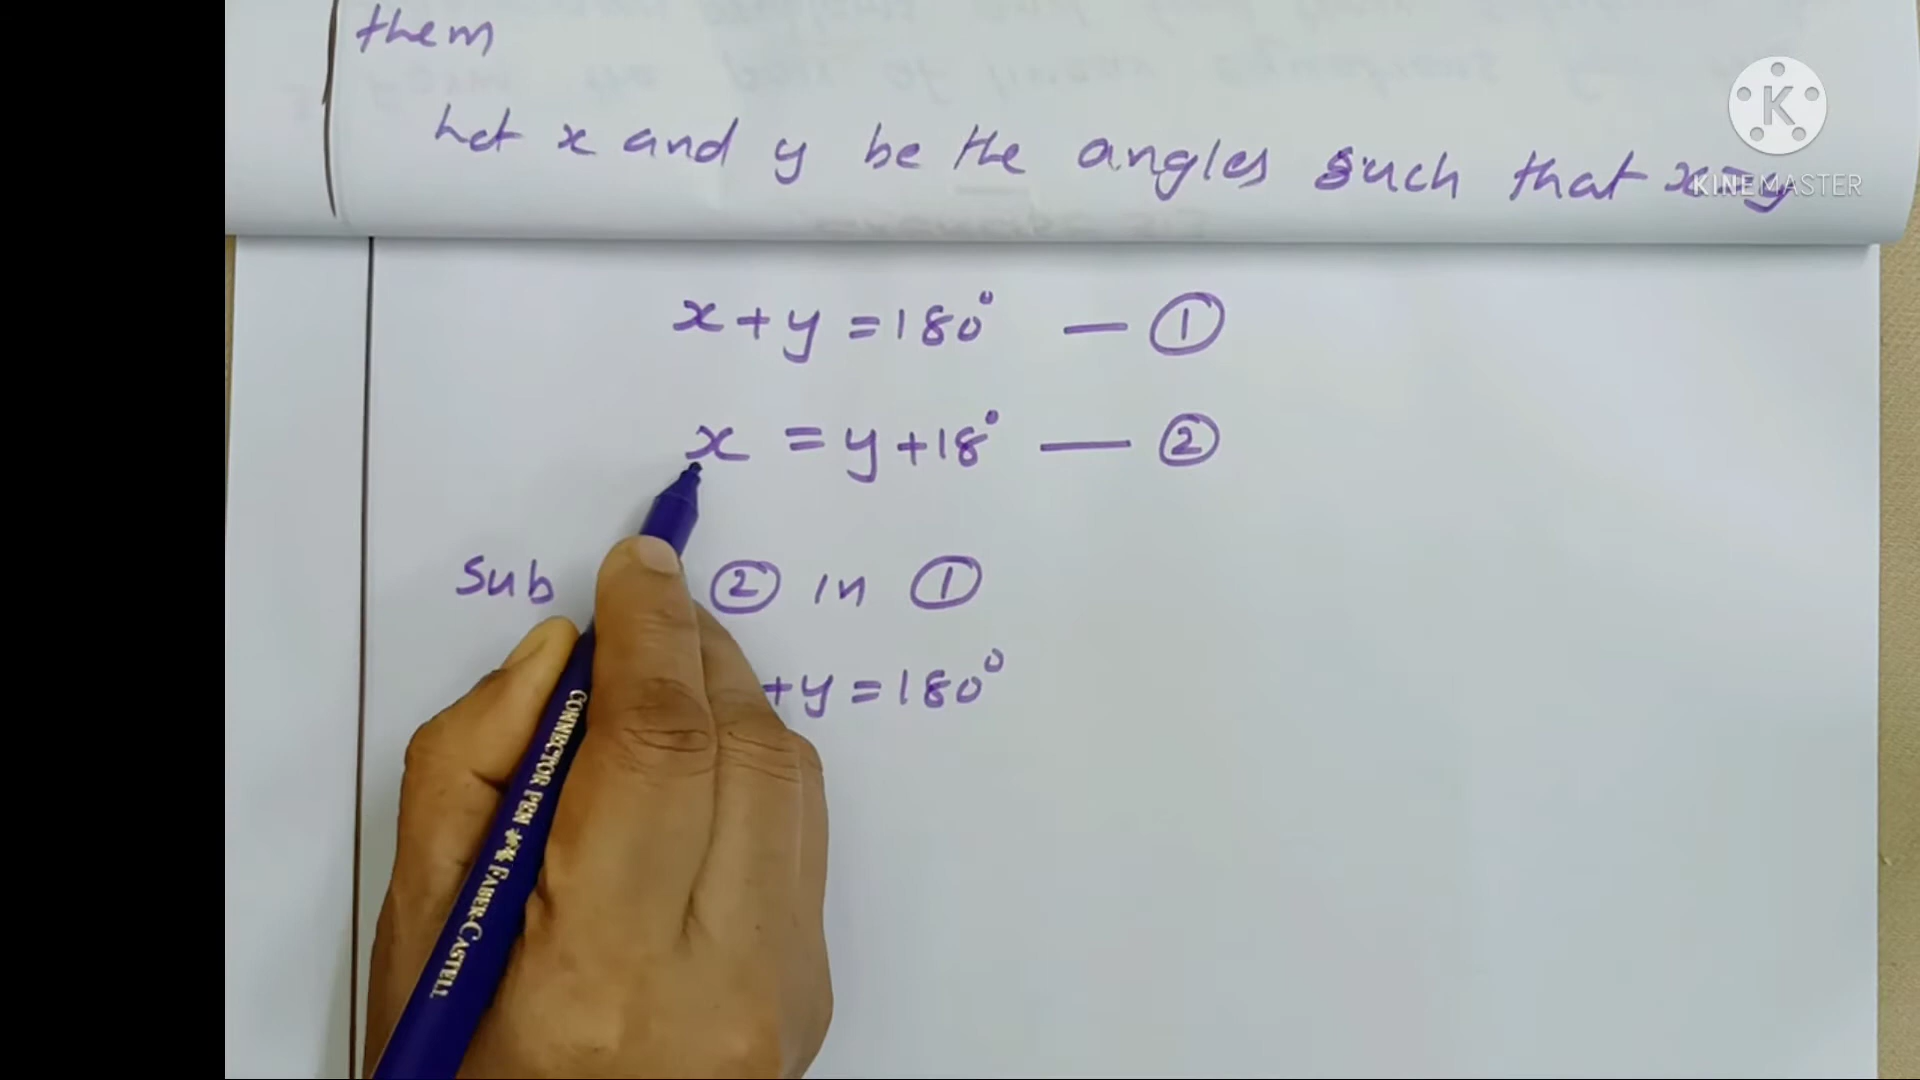 them
Let x and y be the angles such that x=y
K
KINEMASTER
x+y=180° — ①
x = y+18° — ②
Sub ② in ①
+y=180°
CONNECTOR PEN ★★ FABER-CASTELL